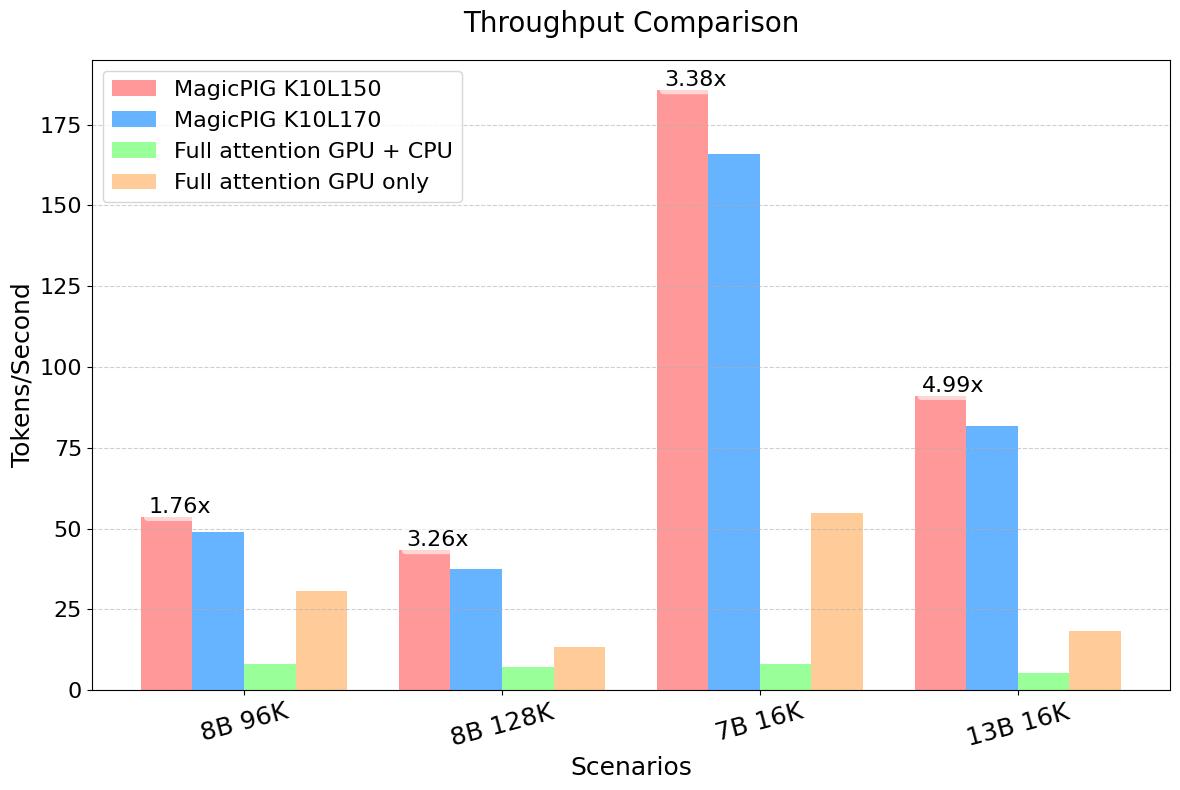 Throughput Comparison
MagicPIG K10L150
MagicPIG K10L170
Full attention GPU + CPU
Full attention GPU only
3.38x
4.99x
1.76x
3.26x
175
150
125
100
75
50
25
0
Tokens/Second
8B 96K
8B 128K
7B 16K
13B 16K
Scenarios